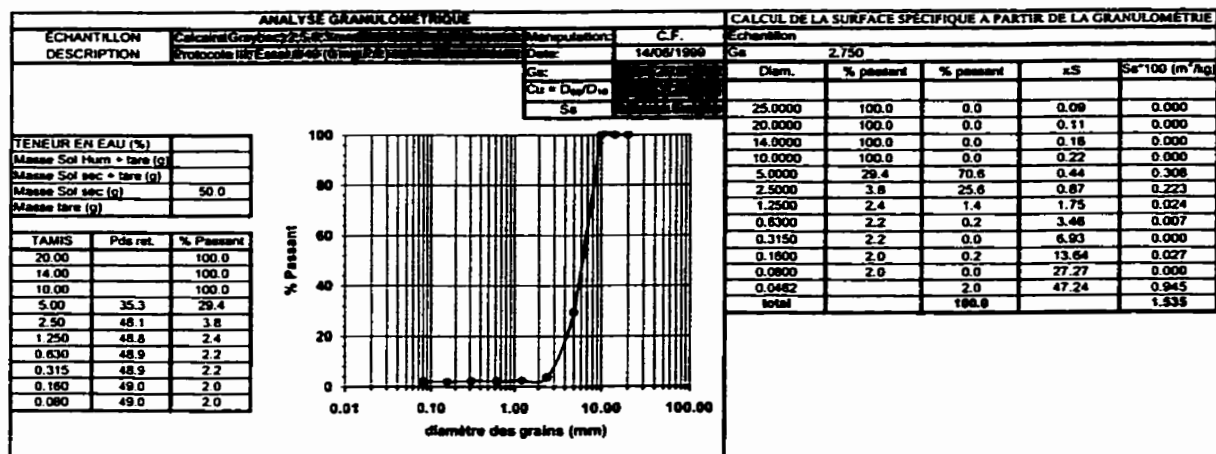 ANALYSE GRANULOMÉTRIQUE
ÉCHANTILLON Manipulation: C.F.
DESCRIPTION Date: 14/06/1999
Gs:
Cu = D60/D10
Ss
TENEUR EN EAU (%)
Masse Sol Hum + tare (g)
Masse Sol sec + tare (g)
Masse Sol sec (g) 50.0
Masse tare (g)
TAMIS Pds ret. % Passant
20.00 100.0
14.00 100.0
10.00 100.0
5.00 35.3 29.4
2.50 48.1 3.8
1.250 48.8 2.4
0.630 48.9 2.2
0.315 48.9 2.2
0.160 49.0 2.0
0.080 49.0 2.0
% Passant
100
80
60
40
20
0
0.01 0.10 1.00 10.00 100.00
diamètre des grains (mm)
CALCUL DE LA SURFACE SPÉCIFIQUE A PARTIR DE LA GRANULOMÉTRIE
Echantillon
Gs 2.750
Diam. % passant % passant xS Ss*100 (m²/kg)
25.0000 100.0 0.0 0.09 0.000
20.0000 100.0 0.0 0.11 0.000
14.0000 100.0 0.0 0.16 0.000
10.0000 100.0 0.0 0.22 0.000
5.0000 29.4 70.6 0.44 0.308
2.5000 3.8 25.6 0.87 0.223
1.2500 2.4 1.4 1.75 0.024
0.6300 2.2 0.2 3.46 0.007
0.3150 2.2 0.0 6.93 0.000
0.1600 2.0 0.2 13.64 0.027
0.0800 2.0 0.0 27.27 0.000
0.0462 2.0 47.24 0.945
total 100.0 1.535